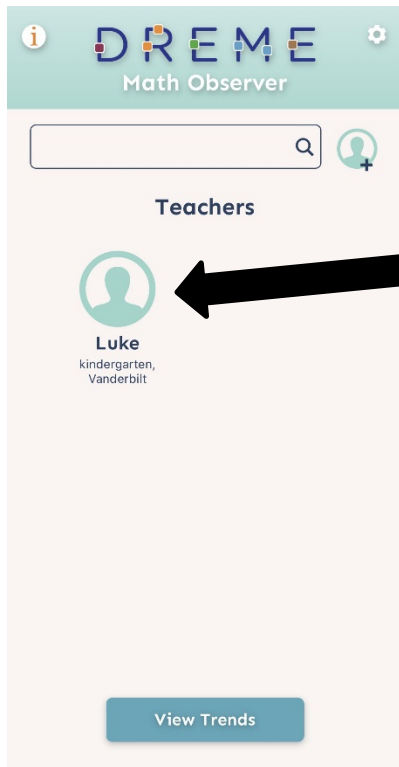 i
DREME
Math Observer
Teachers
Luke
kindergarten,
Vanderbilt
View Trends